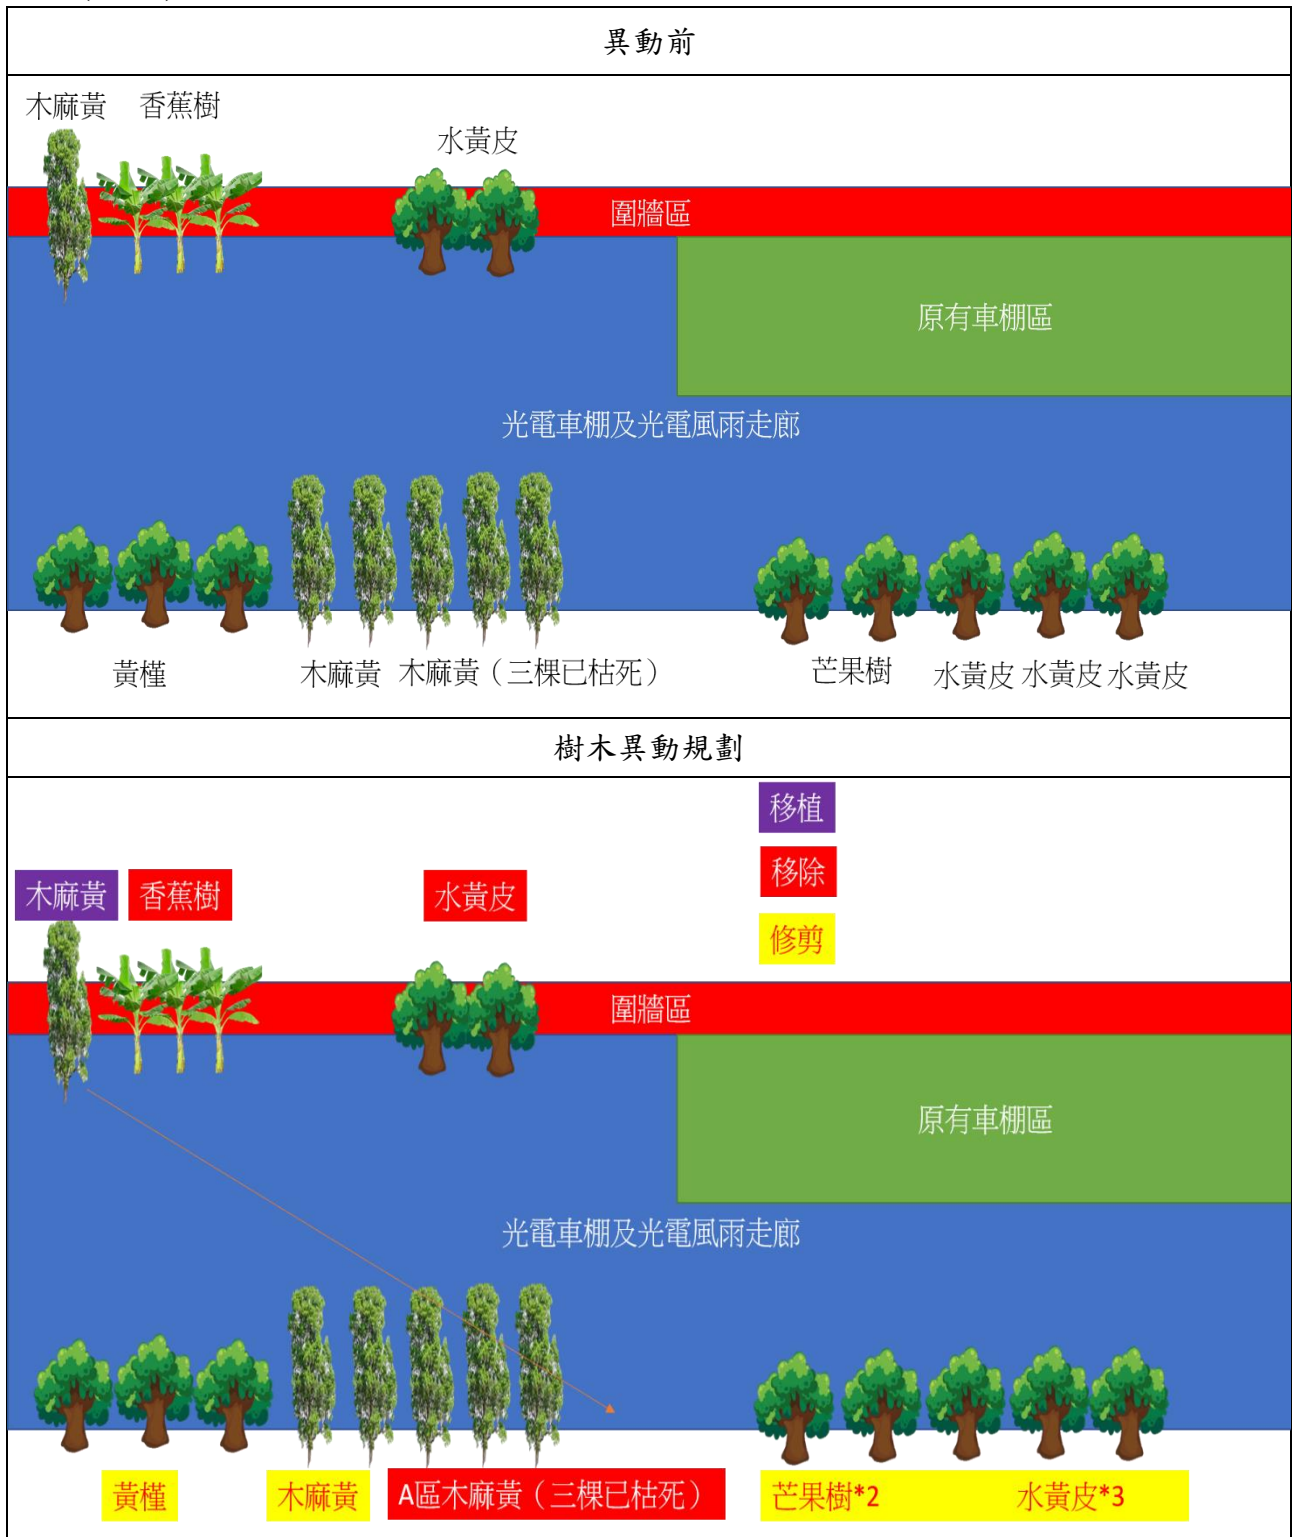 異動前
木麻黃 香蕉樹
水黃皮
圍牆區
原有車棚區
光電車棚及光電風雨走廊
黃槿 木麻黃 木麻黃（三棵已枯死） 芒果樹 水黃皮 水黃皮 水黃皮
樹木異動規劃
移植
移除
木麻黃 香蕉樹 水黃皮
修剪
圍牆區
原有車棚區
光電車棚及光電風雨走廊
黃槿 木麻黃 A區木麻黃（三棵已枯死） 芒果樹*2 水黃皮*3